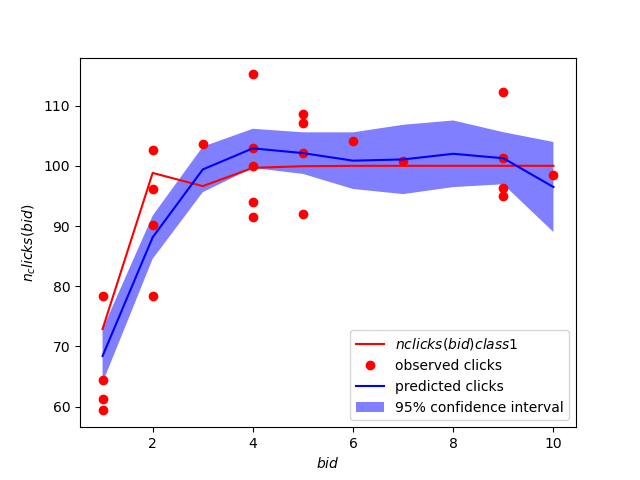 110
100
90
80
70
60
n_clicks(bid)
2
4
6
8
10
bid
nclicks(bid)class1
observed clicks
predicted clicks
95% confidence interval